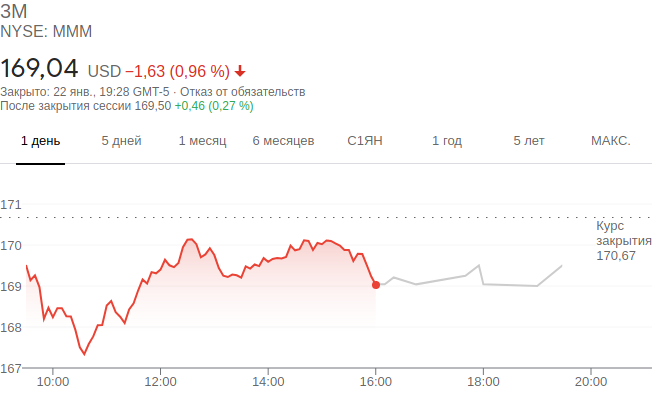 3M
NYSE: MMM
169,04 USD −1,63 (0,96 %)
Закрыто: 22 янв., 19:28 GMT-5 · Отказ от обязательств
После закрытия сессии 169,50 +0,46 (0,27 %)
1 день 5 дней 1 месяц 6 месяцев С1ЯН 1 год 5 лет МАКС.
171
Курс
закрытия
170,67
170
169
168
167
10:00 12:00 14:00 16:00 18:00 20:00